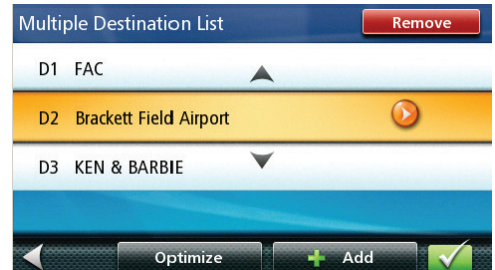 Multiple Destination List Remove
D1 FAC
D2 Brackett Field Airport
D3 KEN & BARBIE
Optimize Add